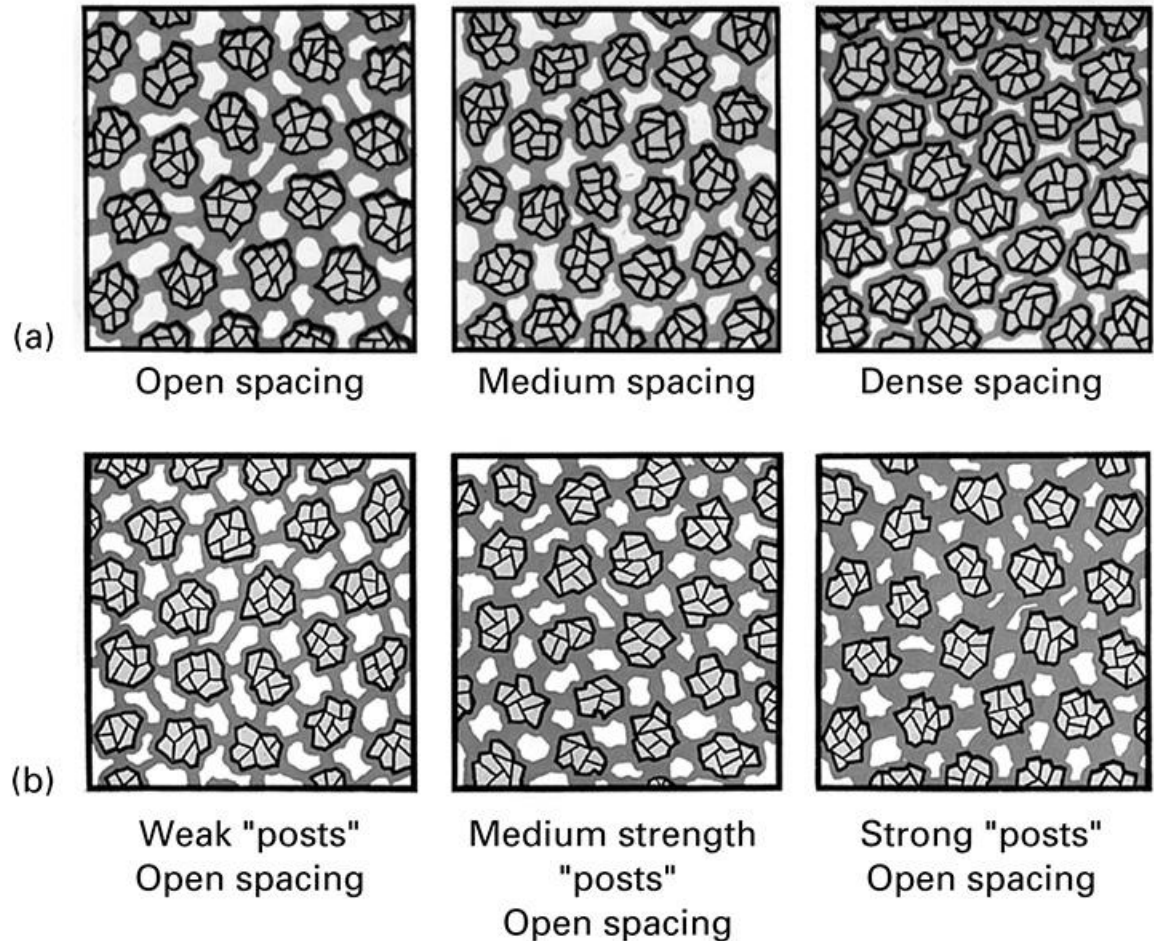 (a)
Open spacing
Medium spacing
Dense spacing
(b)
Weak "posts"
Open spacing
Medium strength
"posts"
Open spacing
Strong "posts"
Open spacing